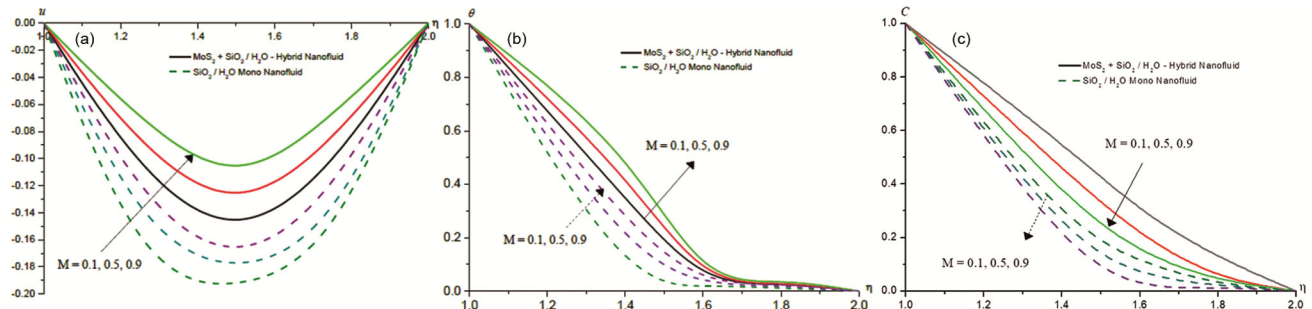 u
0.00
-0.02
-0.04
-0.06
-0.08
-0.10
-0.12
-0.14
-0.16
-0.18
-0.20
1.0
1.2
1.4
1.6
1.8
2.0
η
(a)
MoS2 + SiO2 / H2O - Hybrid Nanofluid
SiO2 / H2O Mono Nanofluid
M = 0.1, 0.5, 0.9
θ
1.0
0.8
0.6
0.4
0.2
0.0
(b)
MoS2 + SiO2 / H2O - Hybrid Nanofluid
SiO2 / H2O Mono Nanofluid
M = 0.1, 0.5, 0.9
M = 0.1, 0.5, 0.9
1.0
1.2
1.4
1.6
1.8
2.0
η
C
1.0
0.8
0.6
0.4
0.2
0.0
(c)
MoS2 + SiO2 / H2O - Hybrid Nanofluid
SiO2 / H2O Mono Nanofluid
M = 0.1, 0.5, 0.9
M = 0.1, 0.5, 0.9
1.0
1.2
1.4
1.6
1.8
2.0
η